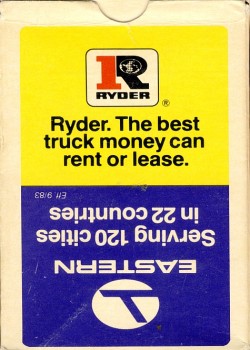 R
RYDER ®
Ryder. The best
truck money can
rent or lease.
Eff 9/83
EASTERN
Serving 120 cities
in 22 countries